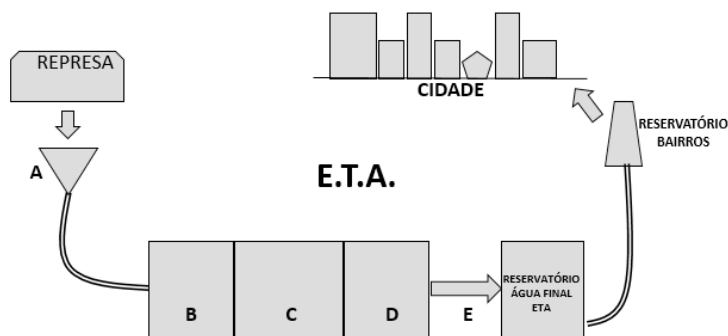 REPRESA
CIDADE
RESERVATÓRIO
BAIRROS
A
E.T.A.
B
C
D
E
RESERVATÓRIO
ÁGUA FINAL
ETA